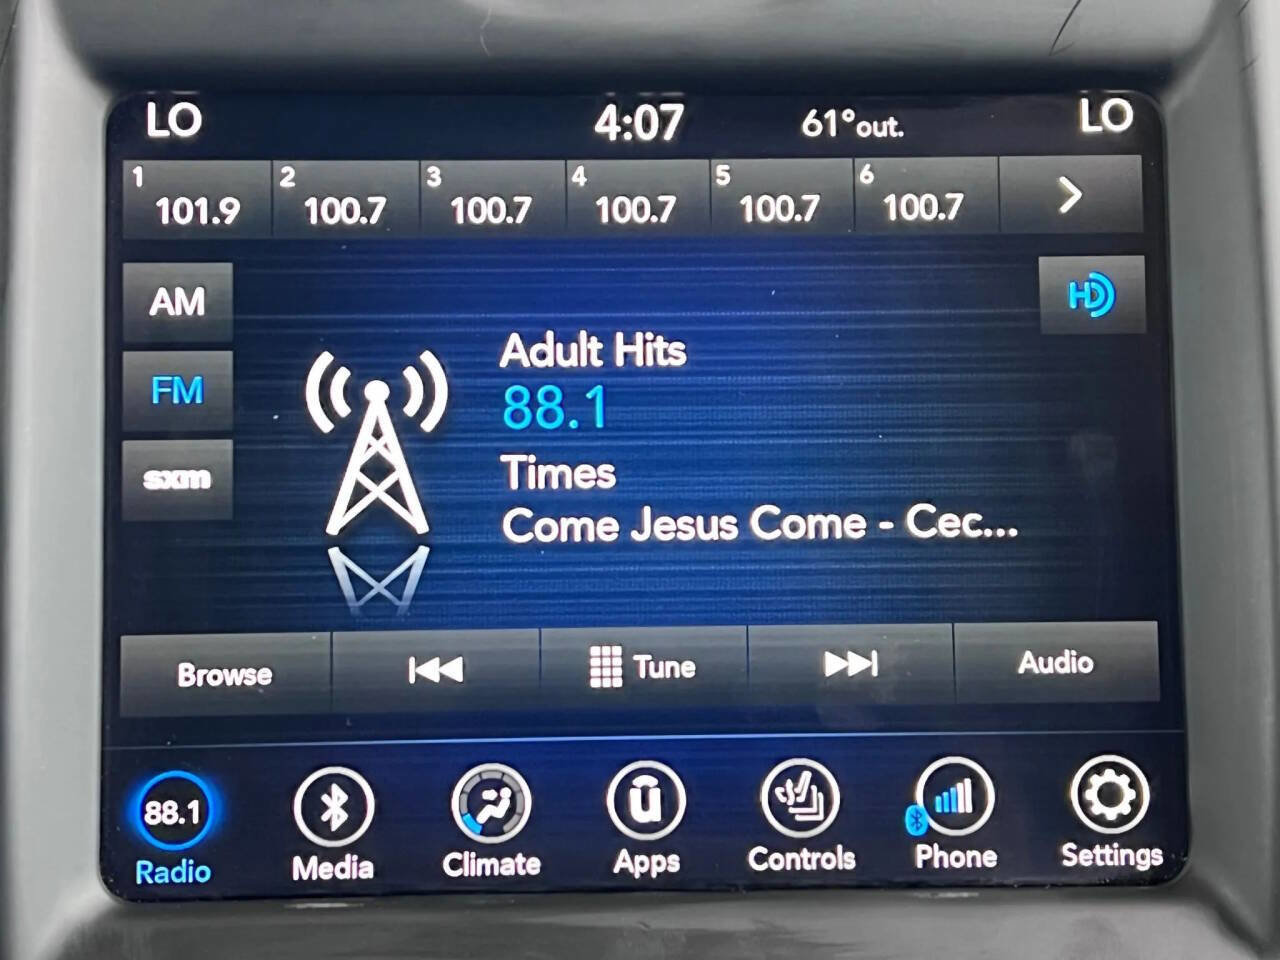 LO 4:07 61°out. LO
1 2 3 4 5 6
101.9 100.7 100.7 100.7 100.7 100.7 >
AM
HD
FM
sxm
Adult Hits
88.1
Times
Come Jesus Come - Cec...
Browse Tune Audio
88.1 û
Radio Media Climate Apps Controls Phone Settings